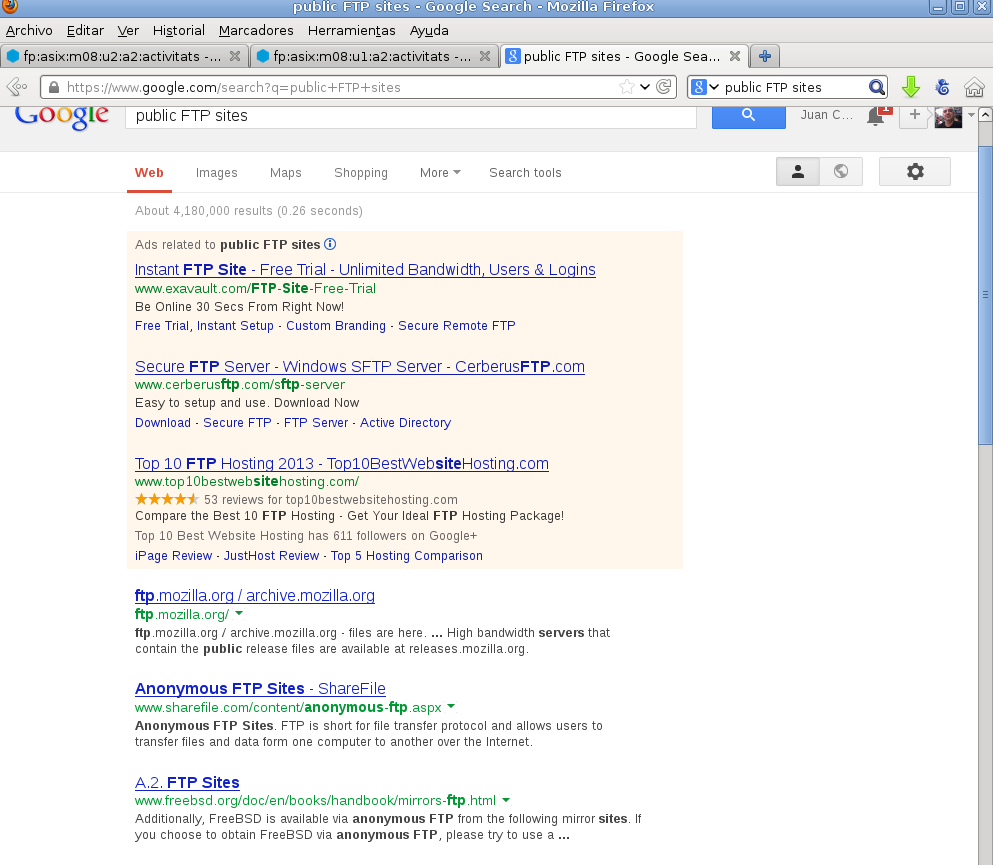 public FTP sites - Google Search - Mozilla Firefox
Archivo Editar Ver Historial Marcadores Herramientas Ayuda
fp:asix:m08:u2:a2:activitats -... fp:asix:m08:u1:a2:activitats -... public FTP sites - Google Sea...
https://www.google.com/search?q=public+FTP+sites public FTP sites
Google public FTP sites Juan C... 1
Web Images Maps Shopping More Search tools
About 4,180,000 results (0.26 seconds)
Ads related to public FTP sites
Instant FTP Site - Free Trial - Unlimited Bandwidth, Users & Logins
www.exavault.com/FTP-Site-Free-Trial
Be Online 30 Secs From Right Now!
Free Trial, Instant Setup - Custom Branding - Secure Remote FTP
Secure FTP Server - Windows SFTP Server - CerberusFTP.com
www.cerberusftp.com/sftp-server
Easy to setup and use. Download Now
Download - Secure FTP - FTP Server - Active Directory
Top 10 FTP Hosting 2013 - Top10BestWebsiteHosting.com
www.top10bestwebsitehosting.com/
53 reviews for top10bestwebsitehosting.com
Compare the Best 10 FTP Hosting - Get Your Ideal FTP Hosting Package!
Top 10 Best Website Hosting has 611 followers on Google+
iPage Review - JustHost Review - Top 5 Hosting Comparison
ftp.mozilla.org / archive.mozilla.org
ftp.mozilla.org/
ftp.mozilla.org / archive.mozilla.org - files are here. ... High bandwidth servers that
contain the public release files are available at releases.mozilla.org.
Anonymous FTP Sites - ShareFile
www.sharefile.com/content/anonymous-ftp.aspx
Anonymous FTP Sites. FTP is short for file transfer protocol and allows users to
transfer files and data form one computer to another over the Internet.
A.2. FTP Sites
www.freebsd.org/doc/en/books/handbook/mirrors-ftp.html
Additionally, FreeBSD is available via anonymous FTP from the following mirror sites. If
you choose to obtain FreeBSD via anonymous FTP, please try to use a ...